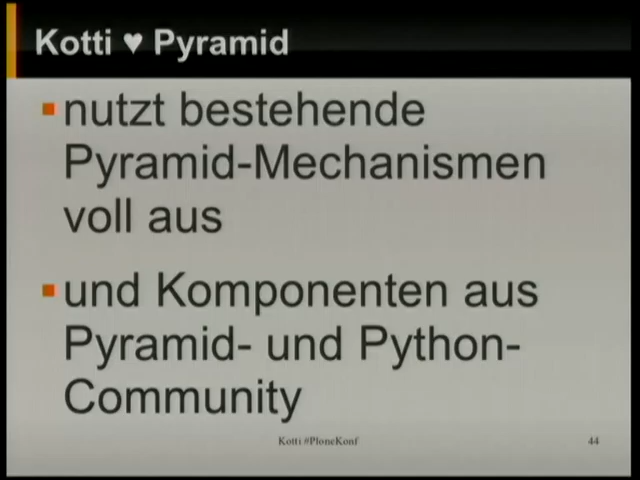 Kotti ♥ Pyramid
nutzt bestehende
Pyramid-Mechanismen
voll aus
und Komponenten aus
Pyramid- und Python-
Community
Kotti #PloneKonf
44